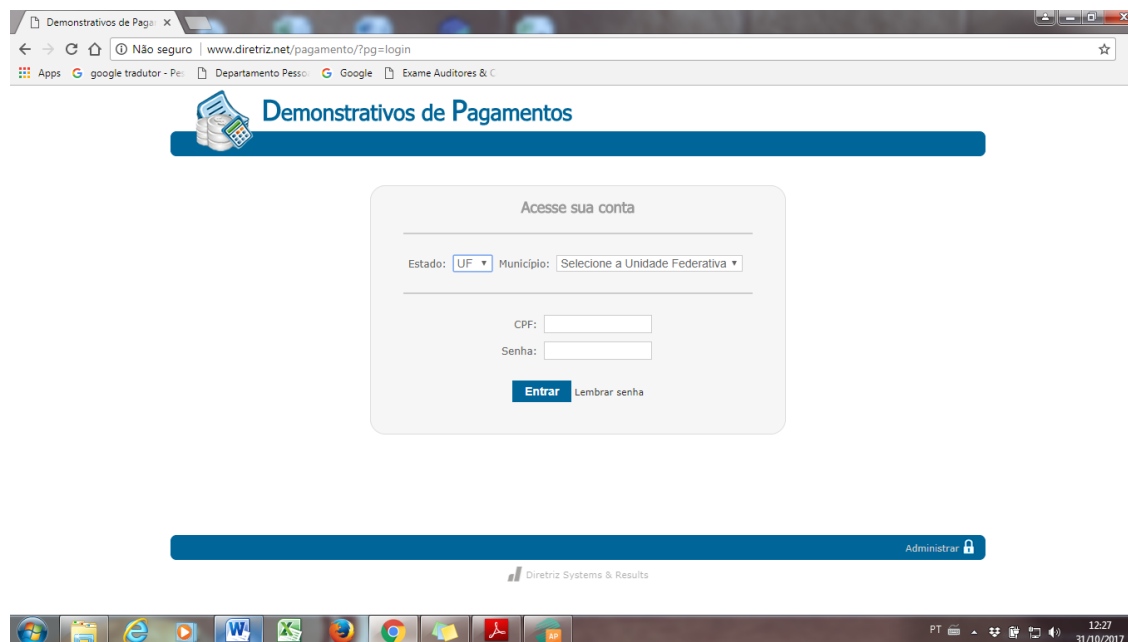 Demonstrativos de Paga
Não seguro | www.diretriz.net/pagamento/?pg=login
Apps google tradutor - Pes Departamento Pesso Google Exame Auditores & C
Demonstrativos de Pagamentos
Acesse sua conta
Estado: UF Município: Selecione a Unidade Federativa
CPF:
Senha:
Entrar Lembrar senha
Administrar
Diretriz Systems & Results
PT 12:27
31/10/2017